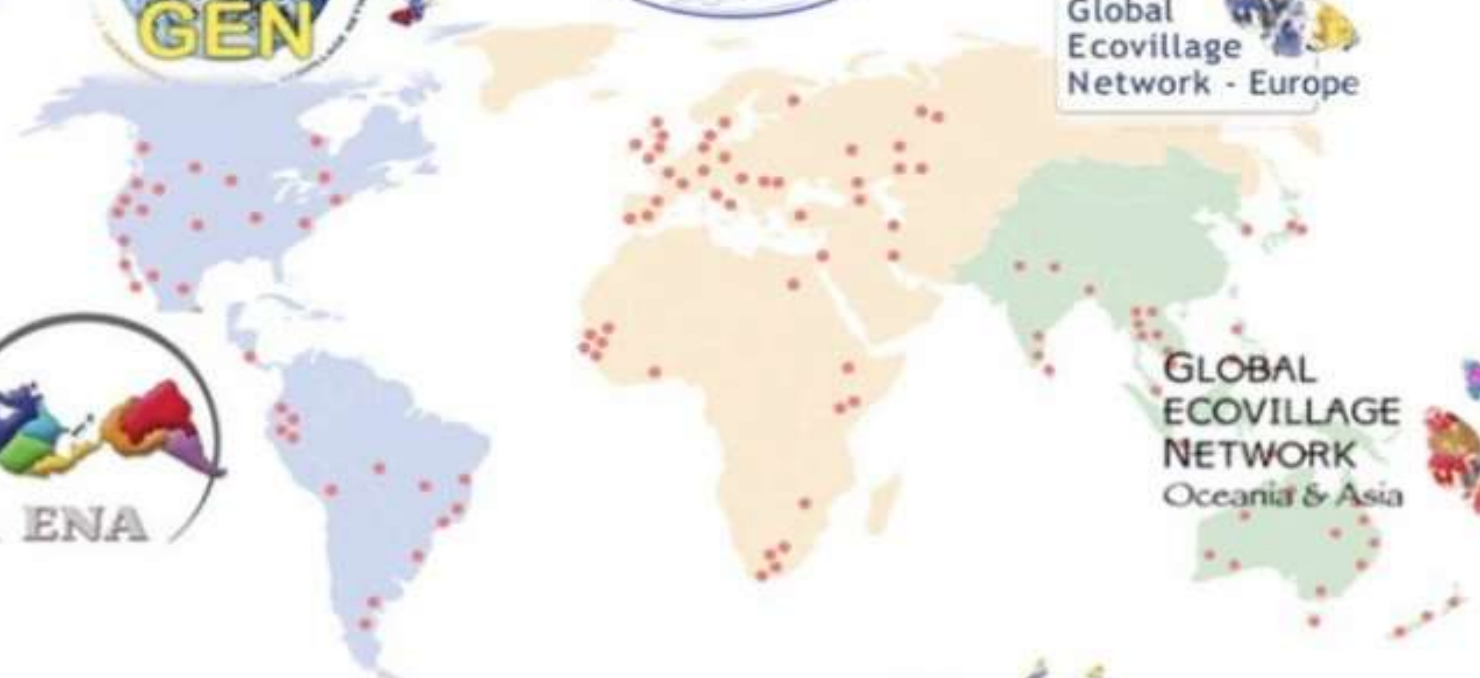 GEN
Global
Ecovillage
Network - Europe
GLOBAL
ECOVILLAGE
NETWORK
Oceania & Asia
ENA